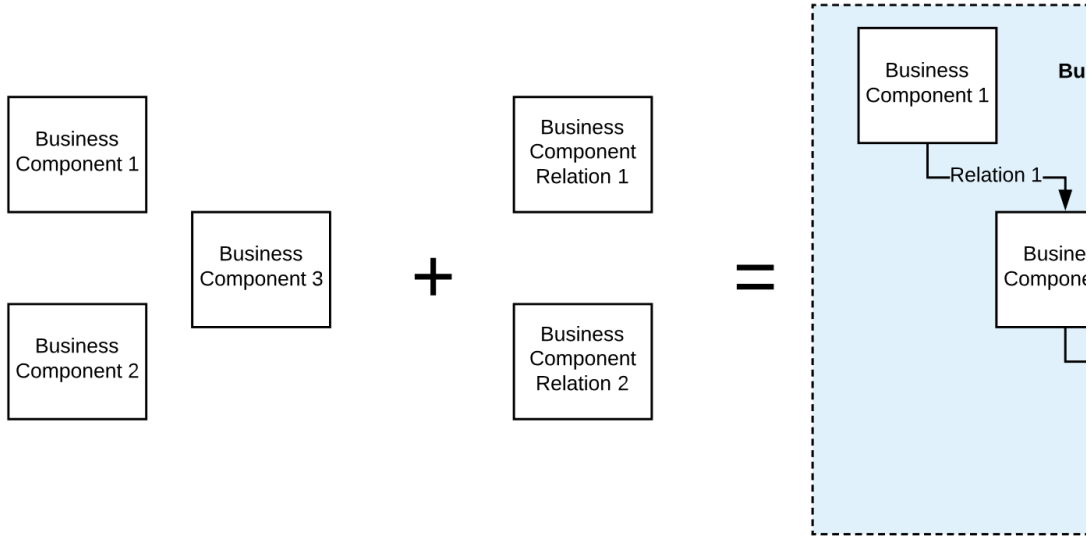 Business
Component 1
Business
Component 2
Business
Component 3
+
Business
Component
Relation 1
Business
Component
Relation 2
=
Business
Component 1
Relation 1